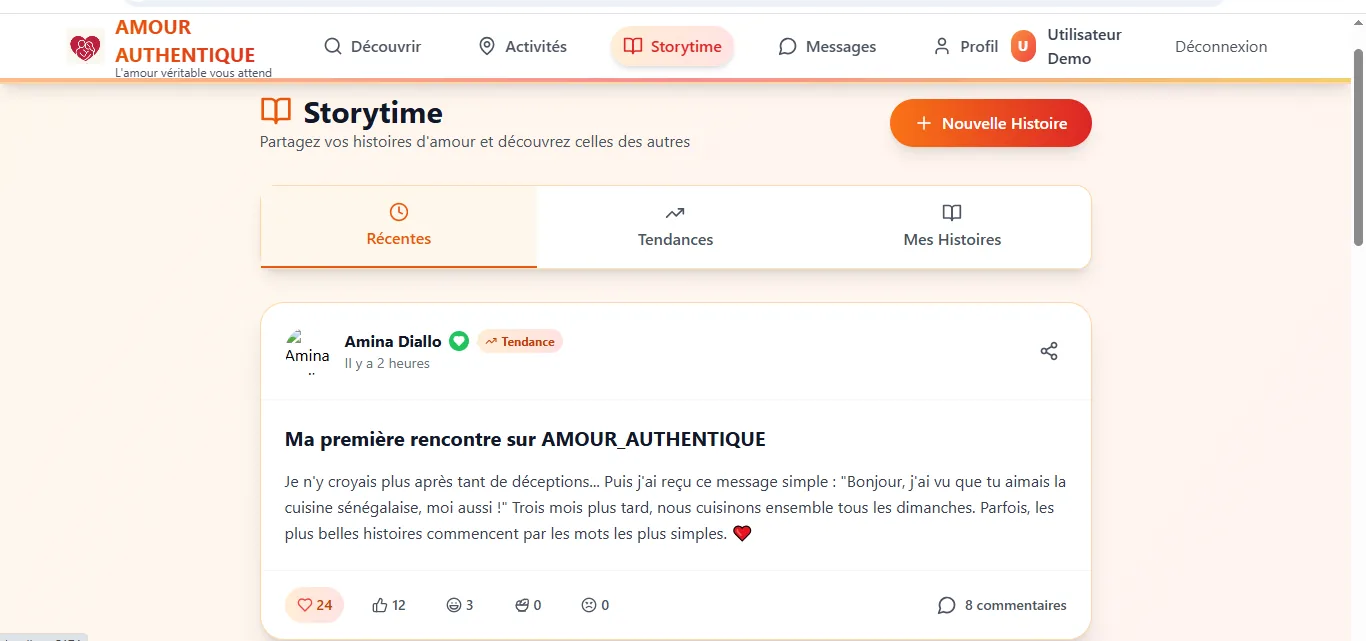 AMOUR
AUTHENTIQUE
L'amour véritable vous attend
Découvrir
Activités
Storytime
Messages
Profil
U
Utilisateur
Demo
Déconnexion
Storytime
Partagez vos histoires d'amour et découvrez celles des autres
Nouvelle Histoire
Récentes
Tendances
Mes Histoires
Amina
Amina Diallo
Tendance
Il y a 2 heures
Ma première rencontre sur AMOUR_AUTHENTIQUE
Je n'y croyais plus après tant de déceptions... Puis j'ai reçu ce message simple : "Bonjour, j'ai vu que tu aimais la
cuisine sénégalaise, moi aussi !" Trois mois plus tard, nous cuisinons ensemble tous les dimanches. Parfois, les
plus belles histoires commencent par les mots les plus simples. ❤️
24
12
3
0
0
8 commentaires